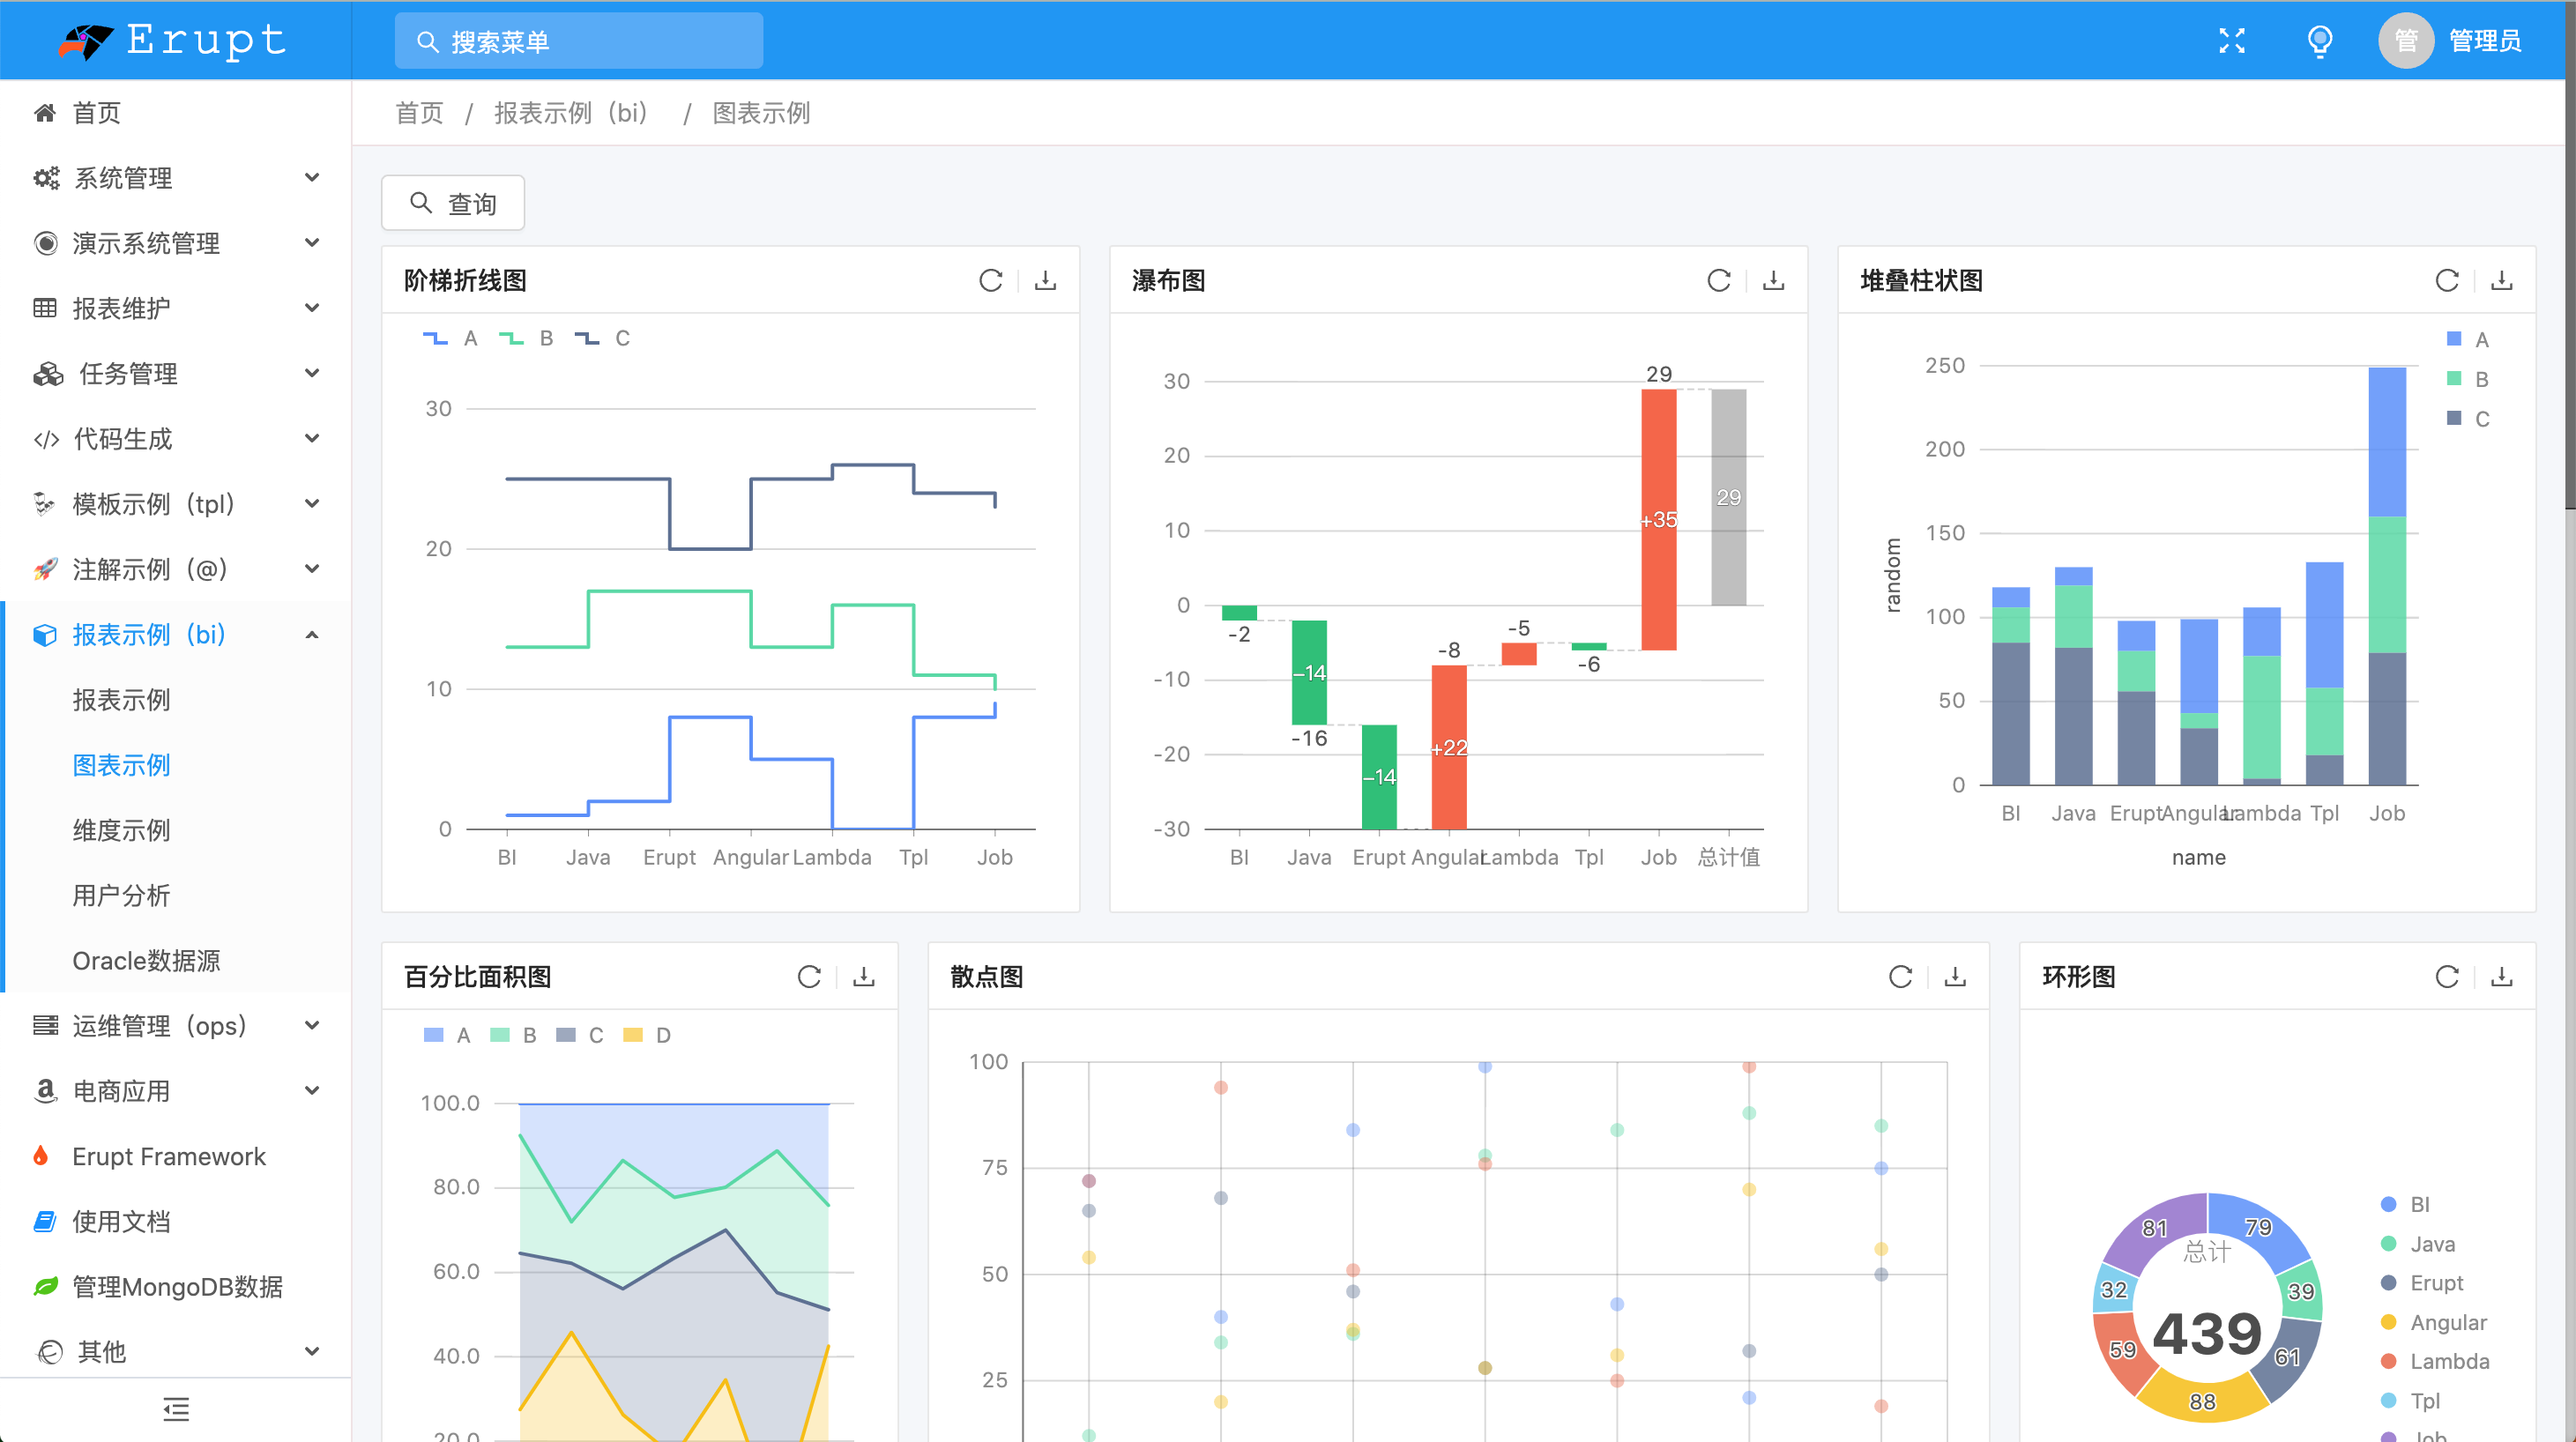 Erupt
搜索菜单
管
管理员
首页
系统管理
演示系统管理
报表维护
任务管理
代码生成
模板示例（tpl）
注解示例（@）
报表示例（bi）
报表示例
图表示例
维度示例
用户分析
Oracle数据源
运维管理（ops）
电商应用
Erupt Framework
使用文档
管理MongoDB数据
其他
首页 / 报表示例（bi） / 图表示例
查询
阶梯折线图
A B C
30
20
10
0
BI Java Erupt Angular Lambda Tpl Job
瀑布图
30
20
10
0
-10
-20
-30
-2
-14
-16
-14
-8
+22
-5
-6
29
+35
29
BI Java Erupt Angular Lambda Tpl Job 总计值
堆叠柱状图
A
B
C
random
250
200
150
100
50
0
BI Java Erupt Angular Lambda Tpl Job
name
百分比面积图
A B C D
100.0
80.0
60.0
40.0
20.0
散点图
100
75
50
25
环形图
79
39
61
88
59
32
81
总计
439
BI
Java
Erupt
Angular
Lambda
Tpl
Job